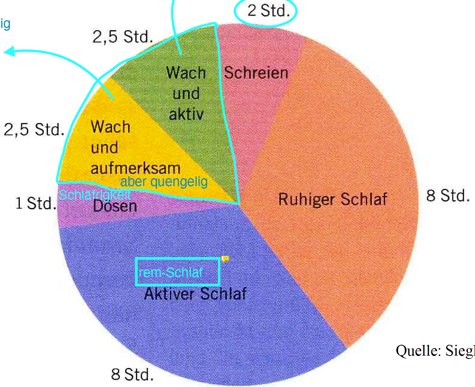 ig
2,5 Std.
2 Std.
Wach
und
aktiv
Schreien
2,5 Std.
Wach
und
aufmerksam
aber quengelig
Schläfrigkeit
1 Std.
Dösen
Ruhiger Schlaf
8 Std.
rem-Schlaf
Aktiver Schlaf
8 Std.
Quelle: Siegl